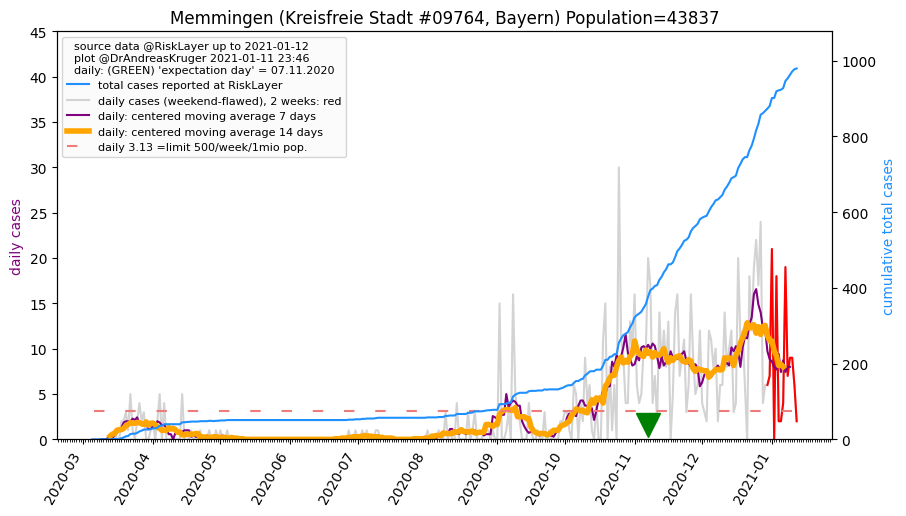 Memmingen (Kreisfreie Stadt #09764, Bayern) Population=43837
source data @RiskLayer up to 2021-01-12
plot @DrAndreasKruger 2021-01-11 23:46
daily: (GREEN) 'expectation day' = 07.11.2020
total cases reported at RiskLayer
daily cases (weekend-flawed), 2 weeks: red
daily: centered moving average 7 days
daily: centered moving average 14 days
daily 3.13 =limit 500/week/1mio pop.
daily cases
45
40
35
30
25
20
15
10
5
0
cumulative total cases
1000
800
600
400
200
0
2020-03
2020-04
2020-05
2020-06
2020-07
2020-08
2020-09
2020-10
2020-11
2020-12
2021-01